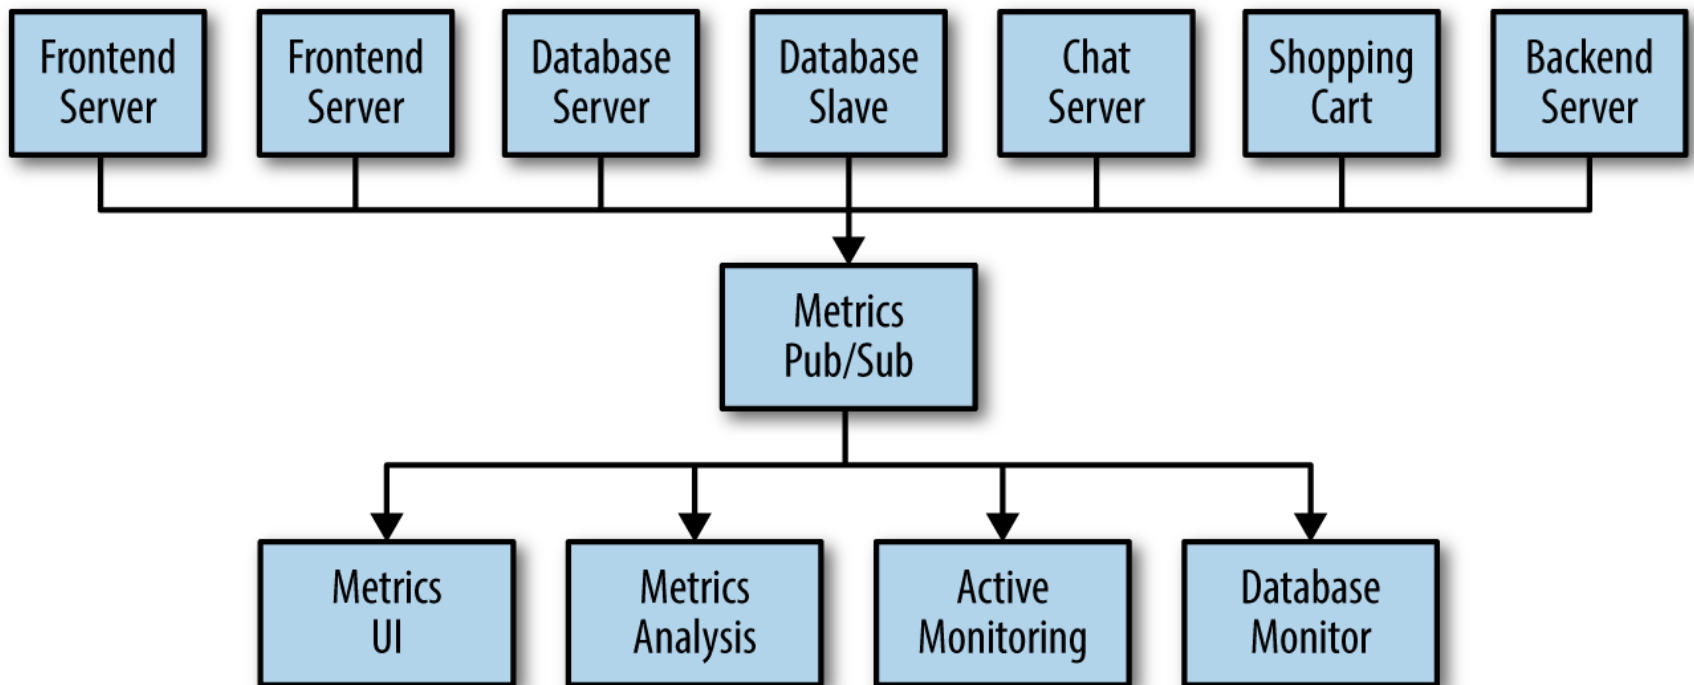 Frontend
Server
Frontend
Server
Database
Server
Database
Slave
Chat
Server
Shopping
Cart
Backend
Server
Metrics
Pub/Sub
Metrics
UI
Metrics
Analysis
Active
Monitoring
Database
Monitor